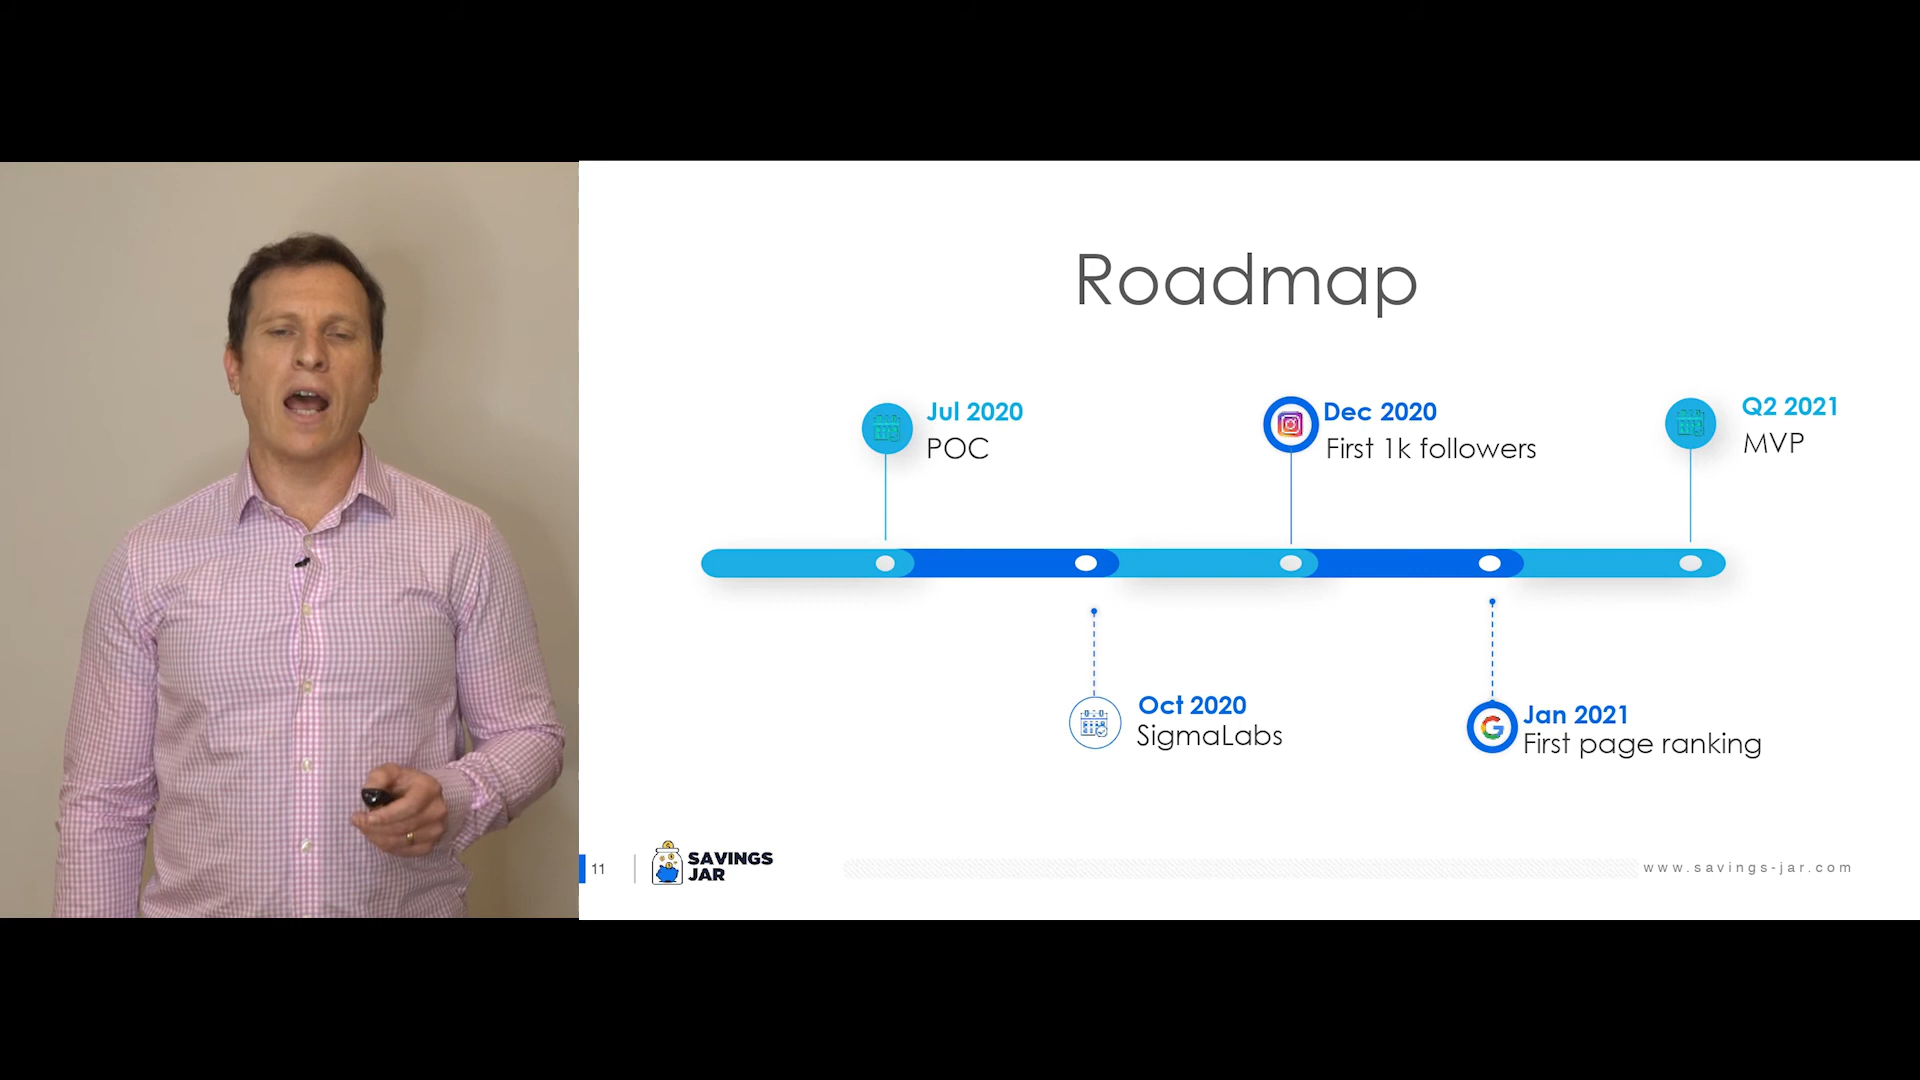 Roadmap
Jul 2020
POC
Dec 2020
First 1k followers
Q2 2021
MVP
Oct 2020
SigmaLabs
Jan 2021
First page ranking
11
SAVINGS
JAR
www.savings-jar.com